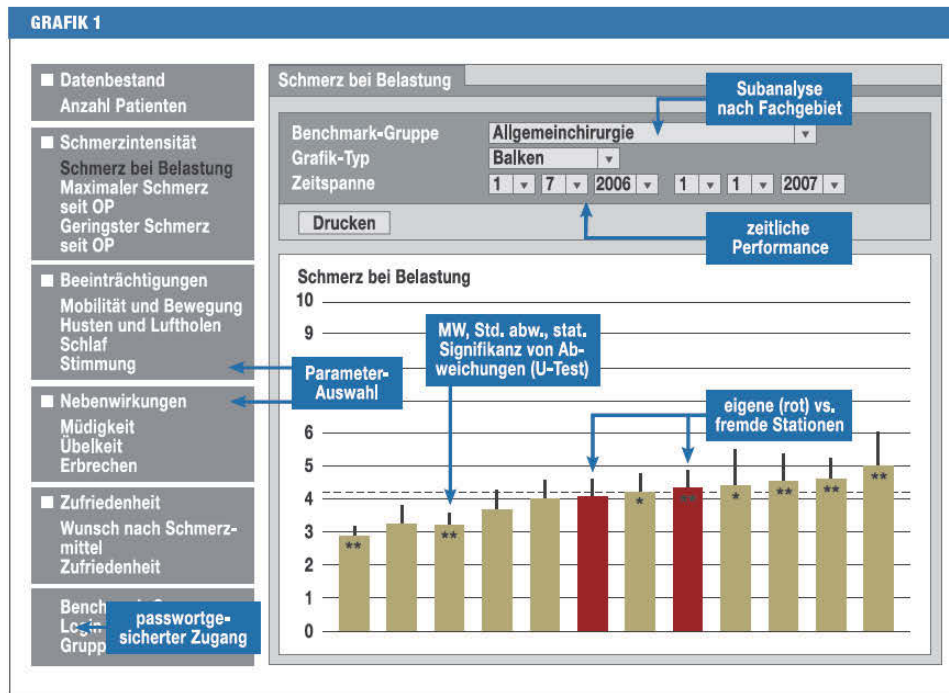 GRAFIK 1
Datenbestand
Anzahl Patienten
Schmerzintensität
Schmerz bei Belastung
Maximaler Schmerz
seit OP
Geringster Schmerz
seit OP
Beeinträchtigungen
Mobilität und Bewegung
Husten und Luftholen
Schlaf
Stimmung
Parameter-
Auswahl
Nebenwirkungen
Müdigkeit
Übelkeit
Erbrechen
Zufriedenheit
Wunsch nach Schmerz-
mittel
Zufriedenheit
Login
passwortge-
sicherter Zugang
Schmerz bei Belastung
Subanalyse
nach Fachgebiet
Benchmark-Gruppe Allgemeinchirurgie
Grafik-Typ Balken
Zeitspanne 1 7 2006 1 1 2007
Drucken
zeitliche
Performance
Schmerz bei Belastung
MW, Std. abw., stat.
Signifikanz von Ab-
weichungen (U-Test)
eigene (rot) vs.
fremde Stationen
10
9
6
5
4
3
2
1
0
** ** * ** * ** ** **